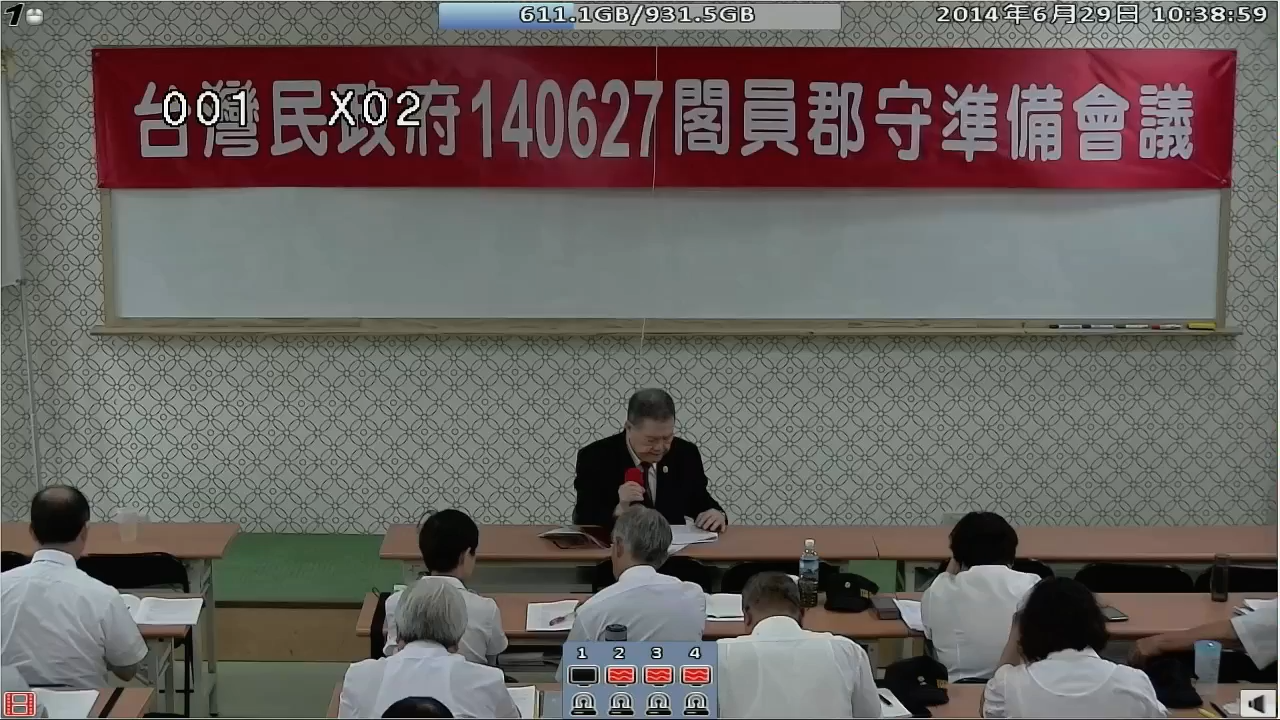 1
611.1GB/931.5GB
2014年6月29日 10:38:59
台灣民政府140627閣員郡守準備會議
001 X02
1 2 3 4